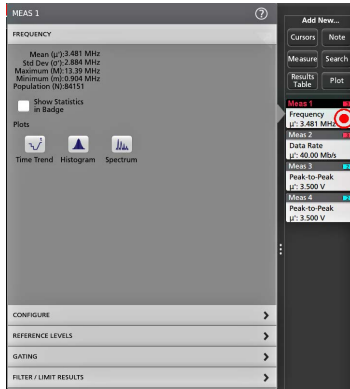 MEAS 1
?
FREQUENCY
Mean (µ'):3.481 MHz
Std Dev (σ'):2.884 MHz
Maximum (M):13.39 MHz
Minimum (m):0.904 MHz
Population (N):84151
Show Statistics
in Badge
Plots
Time Trend
Histogram
Spectrum
CONFIGURE
REFERENCE LEVELS
GATING
FILTER / LIMIT RESULTS
Add New...
Cursors
Note
Measure
Search
Results
Table
Plot
Meas 1
Frequency
µ': 3.481 MHz
Meas 2
Data Rate
µ': 40.00 Mb/s
Meas 3
Peak-to-Peak
µ': 3.500 V
Meas 4
Peak-to-Peak
µ': 3.500 V